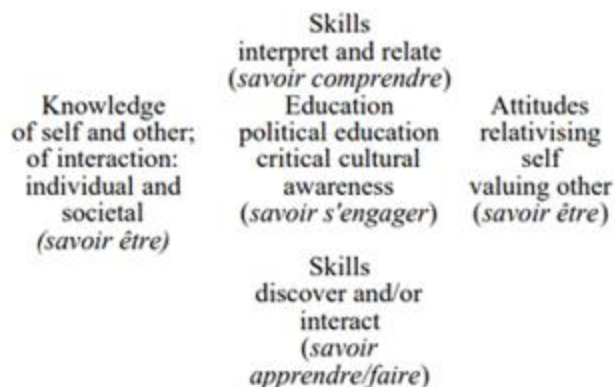 Skills
interpret and relate
(savoir comprendre)
Knowledge
of self and other;
of interaction:
individual and
societal
(savoir être)
Education
political education
critical cultural
awareness
(savoir s'engager)
Attitudes
relativising
self
valuing other
(savoir être)
Skills
discover and/or
interact
(savoir
apprendre/faire)